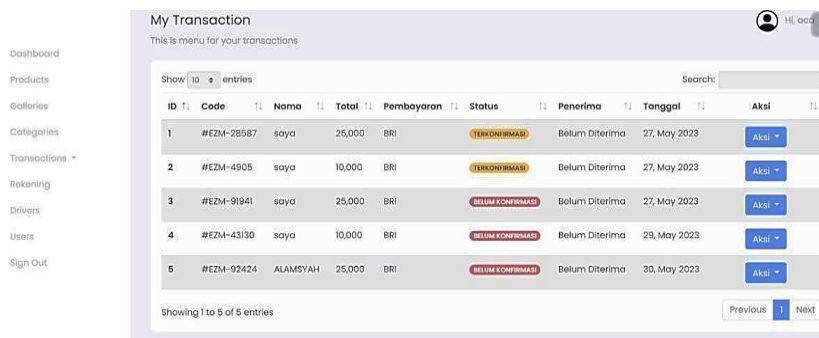 My Transaction
Hi, aca
This is menu for your transactions
Dashboard
Products
Galleries
Categories
Transactions
Rekening
Drivers
Users
Sign Out
Show 10 entries
Search:
ID Code Nama Total Pembayaran Status Penerima Tanggal Aksi
1 #EZM-28587 saya 25,000 BRI TERKONFIRMASI Belum Diterima 27, May 2023 Aksi
2 #EZM-4905 saya 10,000 BRI TERKONFIRMASI Belum Diterima 27, May 2023 Aksi
3 #EZM-91941 saya 25,000 BRI BELUM KONFIRMASI Belum Diterima 27, May 2023 Aksi
4 #EZM-43130 saya 10,000 BRI BELUM KONFIRMASI Belum Diterima 29, May 2023 Aksi
5 #EZM-92424 ALAMSYAH 25,000 BRI BELUM KONFIRMASI Belum Diterima 30, May 2023 Aksi
Showing 1 to 5 of 5 entries
Previous 1 Next